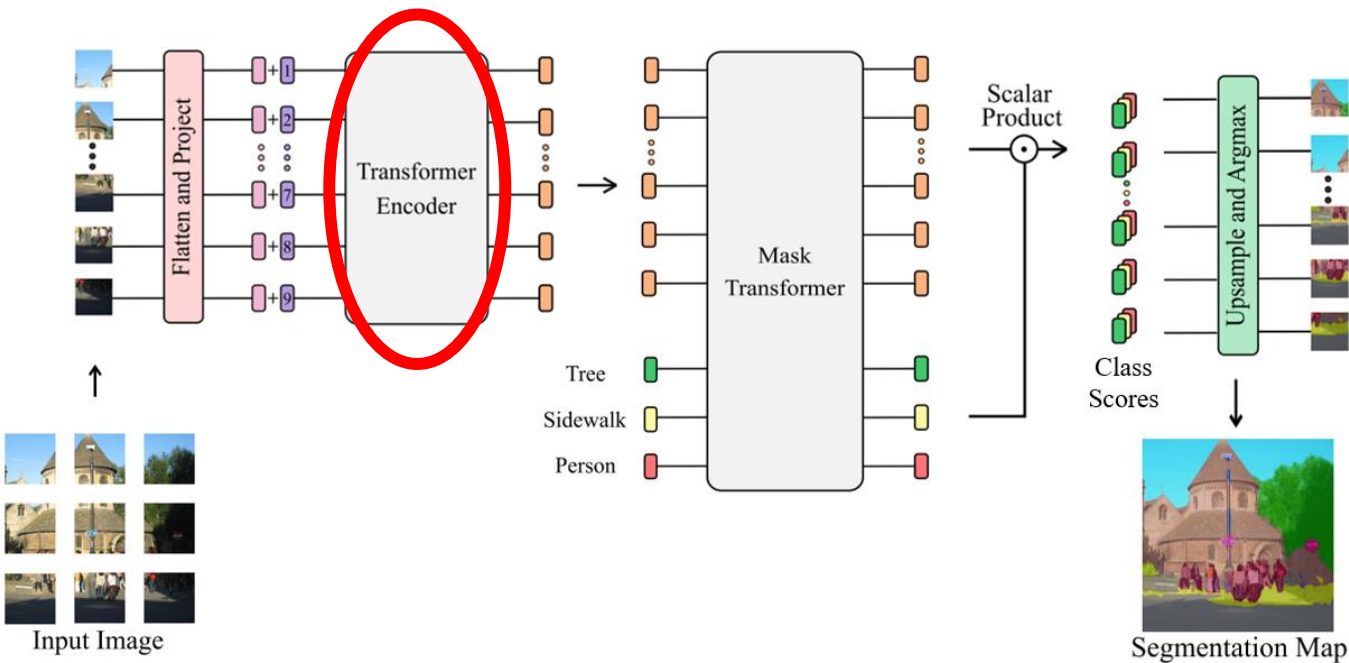 Flatten and Project
+ 1
+ 2
+ 7
+ 8
+ 9
Transformer
Encoder
Tree
Sidewalk
Person
Mask
Transformer
Scalar
Product
Class
Scores
Upsample and Argmax
Input Image
Segmentation Map